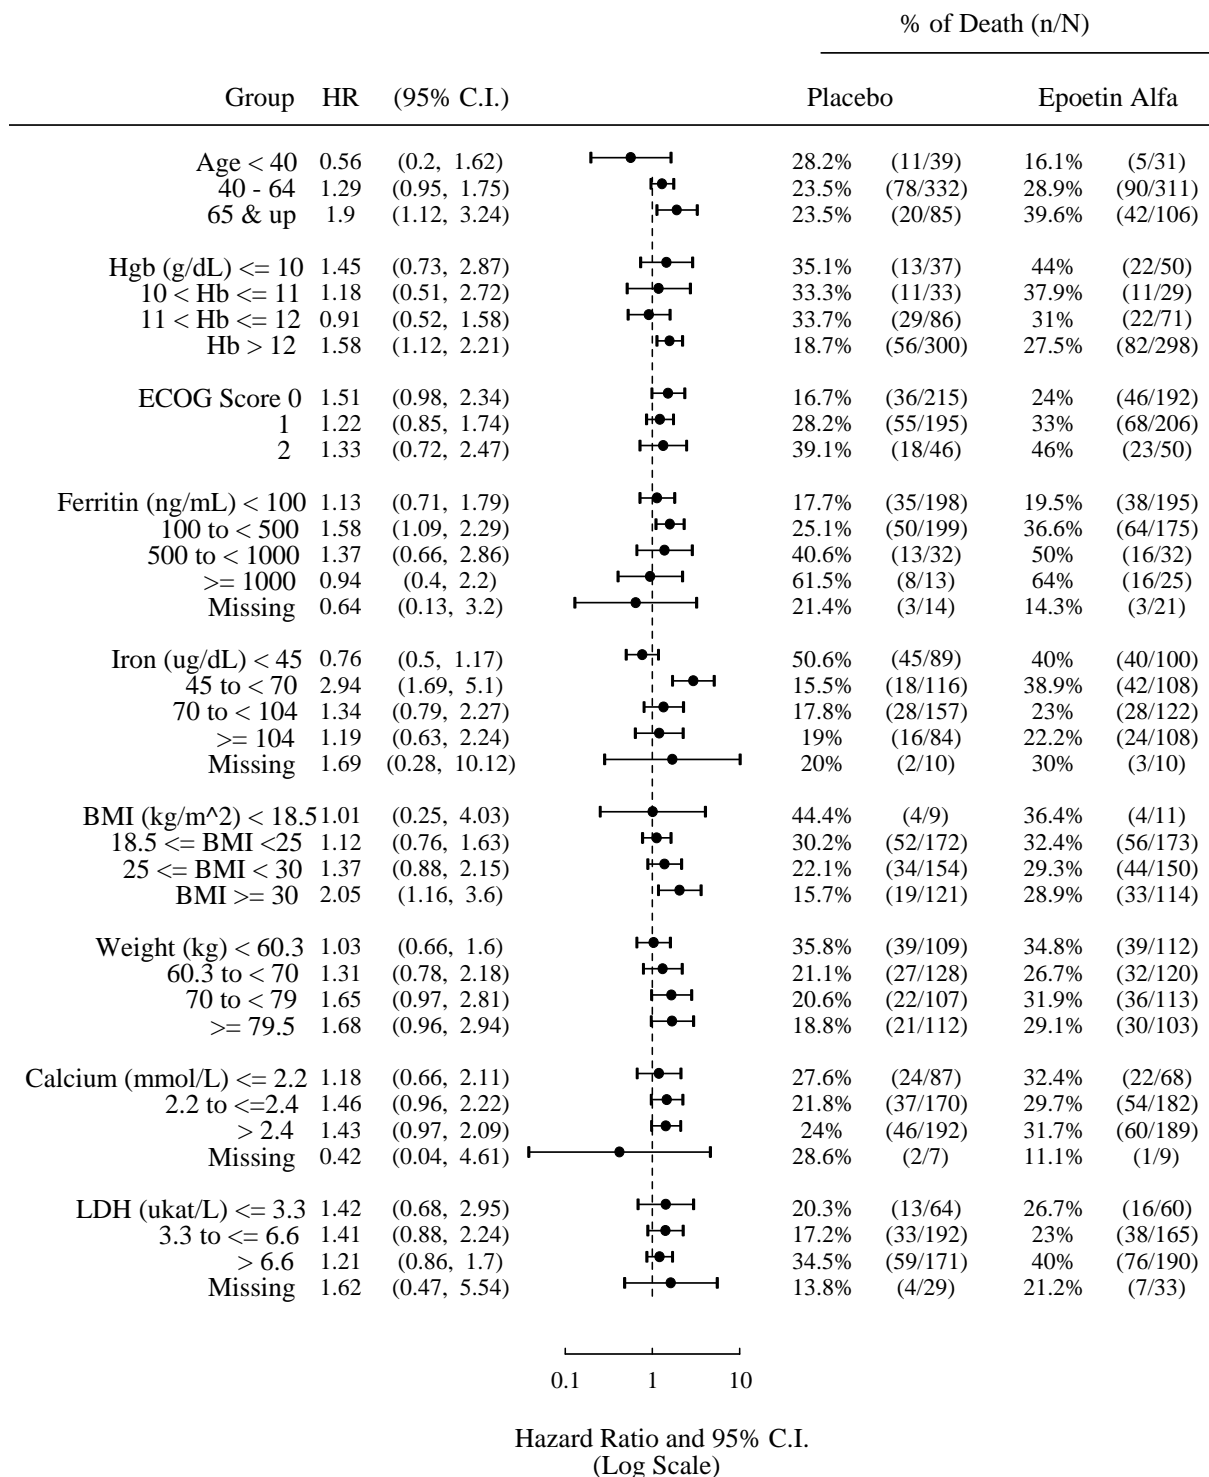 % of Death (n/N)
Group HR (95% C.I.) Placebo Epoetin Alfa
Age < 40 0.56 (0.2, 1.62) 28.2% (11/39) 16.1% (5/31)
40 - 64 1.29 (0.95, 1.75) 23.5% (78/332) 28.9% (90/311)
65 & up 1.9 (1.12, 3.24) 23.5% (20/85) 39.6% (42/106)
Hgb (g/dL) <= 10 1.45 (0.73, 2.87) 35.1% (13/37) 44% (22/50)
10 < Hb <= 11 1.18 (0.51, 2.72) 33.3% (11/33) 37.9% (11/29)
11 < Hb <= 12 0.91 (0.52, 1.58) 33.7% (29/86) 31% (22/71)
Hb > 12 1.58 (1.12, 2.21) 18.7% (56/300) 27.5% (82/298)
ECOG Score 0 1.51 (0.98, 2.34) 16.7% (36/215) 24% (46/192)
1 1.22 (0.85, 1.74) 28.2% (55/195) 33% (68/206)
2 1.33 (0.72, 2.47) 39.1% (18/46) 46% (23/50)
Ferritin (ng/mL) < 100 1.13 (0.71, 1.79) 17.7% (35/198) 19.5% (38/195)
100 to < 500 1.58 (1.09, 2.29) 25.1% (50/199) 36.6% (64/175)
500 to < 1000 1.37 (0.66, 2.86) 40.6% (13/32) 50% (16/32)
>= 1000 0.94 (0.4, 2.2) 61.5% (8/13) 64% (16/25)
Missing 0.64 (0.13, 3.2) 21.4% (3/14) 14.3% (3/21)
Iron (ug/dL) < 45 0.76 (0.5, 1.17) 50.6% (45/89) 40% (40/100)
45 to < 70 2.94 (1.69, 5.1) 15.5% (18/116) 38.9% (42/108)
70 to < 104 1.34 (0.79, 2.27) 17.8% (28/157) 23% (28/122)
>= 104 1.19 (0.63, 2.24) 19% (16/84) 22.2% (24/108)
Missing 1.69 (0.28, 10.12) 20% (2/10) 30% (3/10)
BMI (kg/m^2) < 18.5 1.01 (0.25, 4.03) 44.4% (4/9) 36.4% (4/11)
18.5 <= BMI <25 1.12 (0.76, 1.63) 30.2% (52/172) 32.4% (56/173)
25 <= BMI < 30 1.37 (0.88, 2.15) 22.1% (34/154) 29.3% (44/150)
BMI >= 30 2.05 (1.16, 3.6) 15.7% (19/121) 28.9% (33/114)
Weight (kg) < 60.3 1.03 (0.66, 1.6) 35.8% (39/109) 34.8% (39/112)
60.3 to < 70 1.31 (0.78, 2.18) 21.1% (27/128) 26.7% (32/120)
70 to < 79 1.65 (0.97, 2.81) 20.6% (22/107) 31.9% (36/113)
>= 79.5 1.68 (0.96, 2.94) 18.8% (21/112) 29.1% (30/103)
Calcium (mmol/L) <= 2.2 1.18 (0.66, 2.11) 27.6% (24/87) 32.4% (22/68)
2.2 to <=2.4 1.46 (0.96, 2.22) 21.8% (37/170) 29.7% (54/182)
> 2.4 1.43 (0.97, 2.09) 24% (46/192) 31.7% (60/189)
Missing 0.42 (0.04, 4.61) 28.6% (2/7) 11.1% (1/9)
LDH (ukat/L) <= 3.3 1.42 (0.68, 2.95) 20.3% (13/64) 26.7% (16/60)
3.3 to <= 6.6 1.41 (0.88, 2.24) 17.2% (33/192) 23% (38/165)
> 6.6 1.21 (0.86, 1.7) 34.5% (59/171) 40% (76/190)
Missing 1.62 (0.47, 5.54) 13.8% (4/29) 21.2% (7/33)
0.1 1 10
Hazard Ratio and 95% C.I.
(Log Scale)